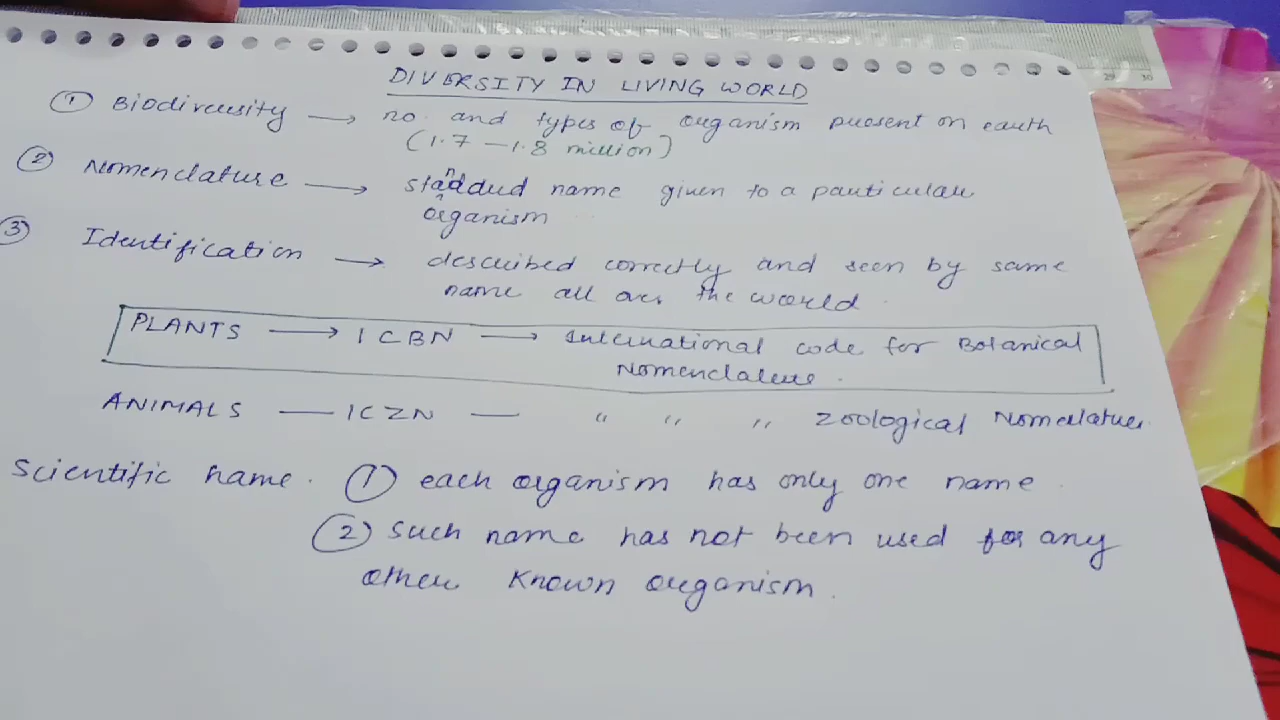 DIVERSITY IN LIVING WORLD
① Biodiversity → no. and types of organism present on earth
(1.7 – 1.8 million)
② Nomenclature → standdud name given to a particular
organism
③ Identification → described correctly and seen by same
name all over the world.
PLANTS → ICBN → International code for Botanical
Nomenclature.
ANIMALS — ICZN — " " " Zoological Nomenclature.
Scientific name. ① each organism has only one name.
② Such name has not been used for any
other known organism.
29 30